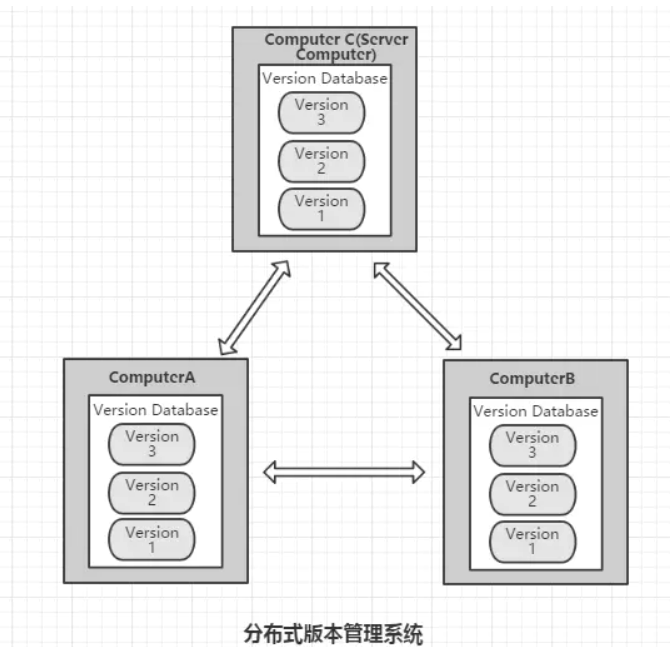 Computer C(Server
Computer)
Version Database
Version
3
Version
2
Version
1
ComputerA
Version Database
Version
3
Version
2
Version
1
ComputerB
Version Database
Version
3
Version
2
Version
1
分布式版本管理系统